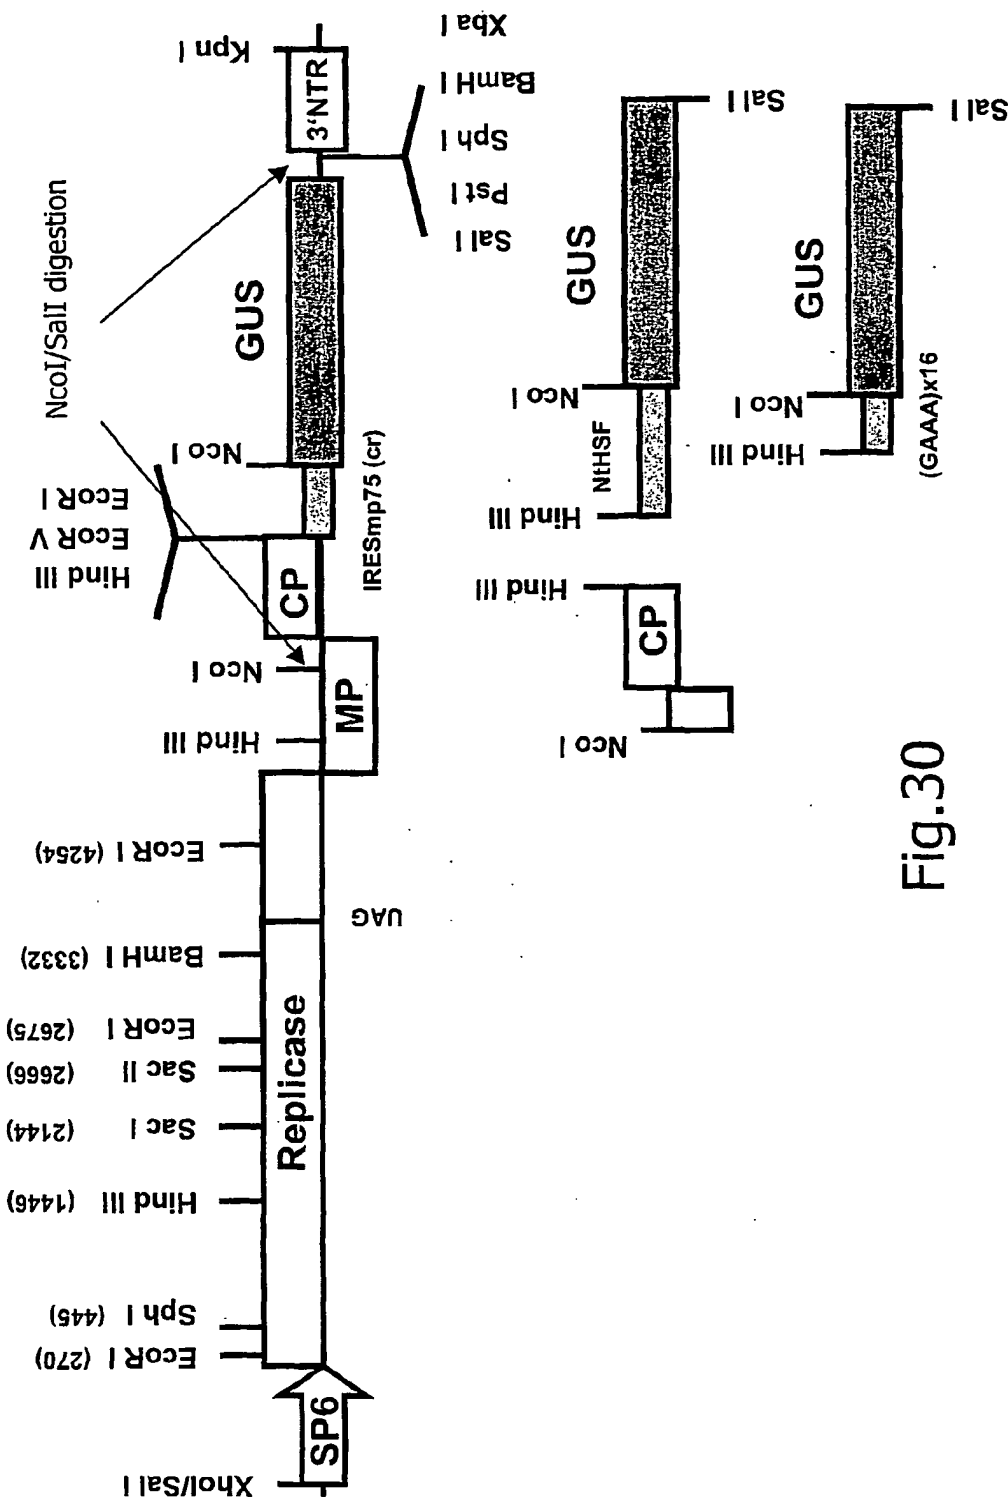 XhoI/Sal I
SP6
EcoR I (270)
Sph I (445)
Hind III (1446)
Sac I (2144)
Sac II (2666)
EcoR I (2675)
BamH I (3332)
EcoR I (4254)
Replicase
UAG
Hind III
Nco I
MP
CP
Hind III
EcoR V
EcoR I
IRESmp75 (cr)
Nco I
GUS
NcoI/SalI digestion
3'NTR
Kpn I
Sal I
Pst I
Sph I
BamH I
Xba I
Nco I
CP
Hind III
Hind III
NtHSF
Nco I
GUS
Sal I
Hind III
Nco I
(GAAA)x16
GUS
Sal I
Fig.30